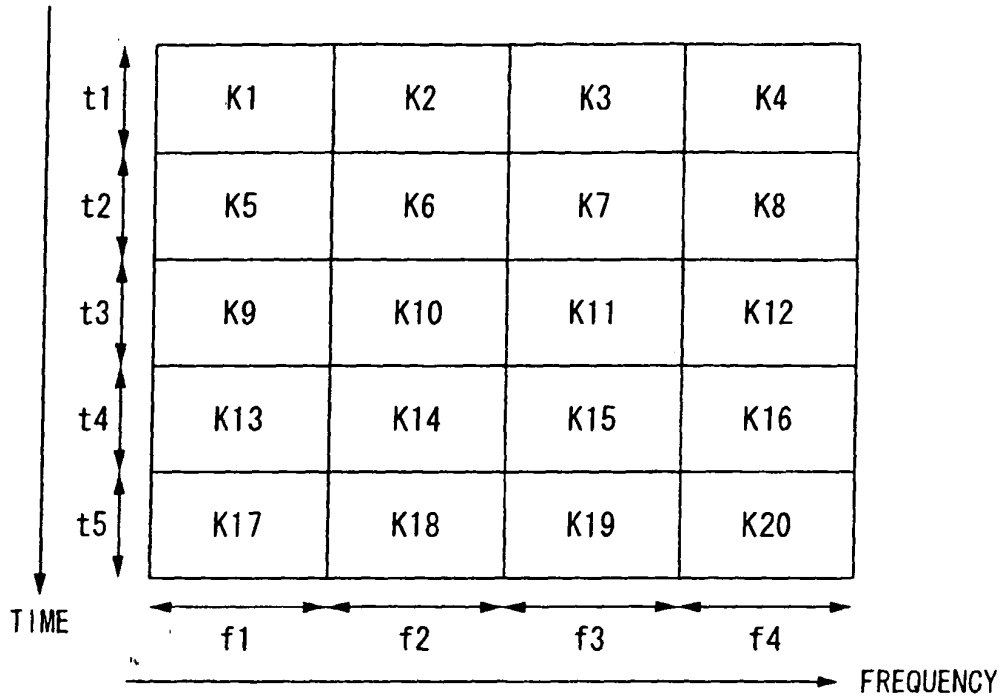 t1 K1 K2 K3 K4
t2 K5 K6 K7 K8
t3 K9 K10 K11 K12
t4 K13 K14 K15 K16
t5 K17 K18 K19 K20
TIME
f1 f2 f3 f4
FREQUENCY